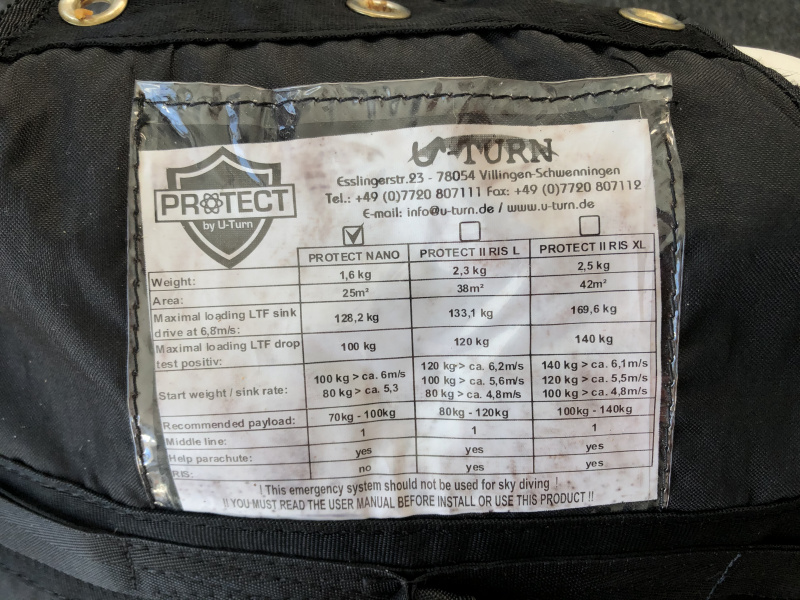 U-TURN
Esslingerstr.23 - 78054 Villingen-Schwenningen
Tel.: +49 (0)7720 807111 Fax: +49 (0)7720 807112
E-mail: info@u-turn.de / www.u-turn.de
PROTECT
by U-Turn
PROTECT NANO PROTECT II RIS L PROTECT II RIS XL
Weight: 1,6 kg 2,3 kg 2,5 kg
Area: 25m² 38m² 42m²
Maximal loading LTF sink
drive at 6,8m/s: 128,2 kg 133,1 kg 169,6 kg
Maximal loading LTF drop
test positiv: 100 kg 120 kg 140 kg
120 kg> ca. 6,2m/s 140 kg > ca. 6,1m/s
100 kg > ca. 6m/s 100 kg > ca. 5,6m/s 120 kg > ca. 5,5m/s
Start weight / sink rate: 80 kg > ca. 5,3 80 kg > ca. 4,8m/s 100 kg > ca. 4,8m/s
Recommended payload: 70kg - 100kg 80kg - 120kg 100kg - 140kg
Middle line: 1 1 1
Help parachute: yes yes yes
RIS: no yes yes
! This emergency system should not be used for sky diving !
!! YOU MUST READ THE USER MANUAL BEFORE INSTALL OR USE THIS PRODUCT !!